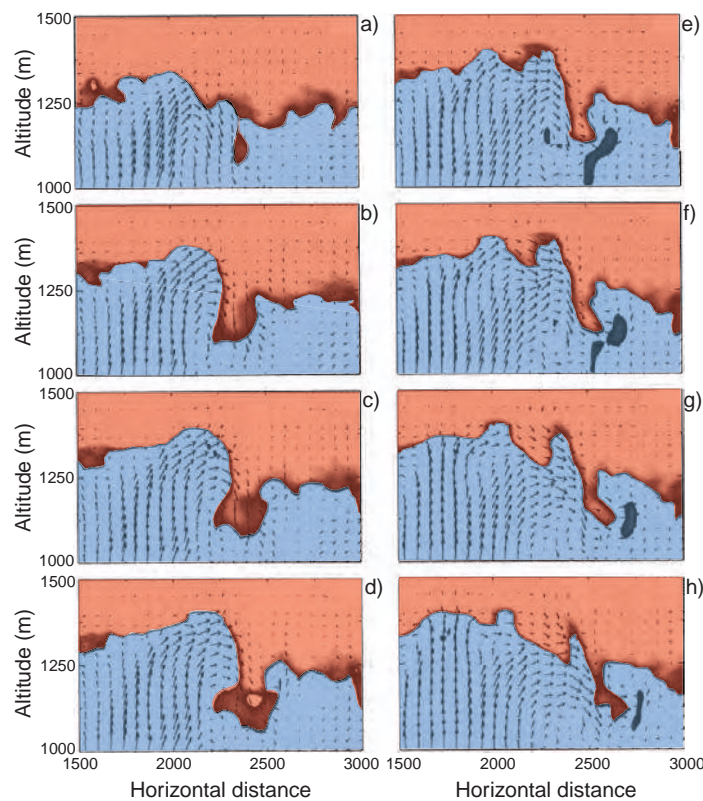 a)
Altitude (m)
1500
1250
1000
b)
Altitude (m)
1500
1250
1000
c)
Altitude (m)
1500
1250
1000
d)
Altitude (m)
1500
1250
1000
1500 2000 2500 3000
Horizontal distance
e)
f)
g)
h)
1500 2000 2500 3000
Horizontal distance